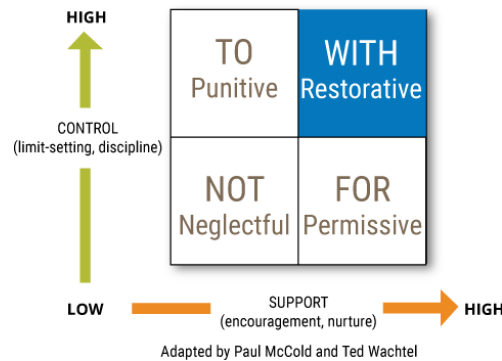 HIGH
TO
Punitive
WITH
Restorative
CONTROL
(limit-setting, discipline)
NOT
Neglectful
FOR
Permissive
LOW
SUPPORT
(encouragement, nurture)
HIGH
Adapted by Paul McCold and Ted Wachtel